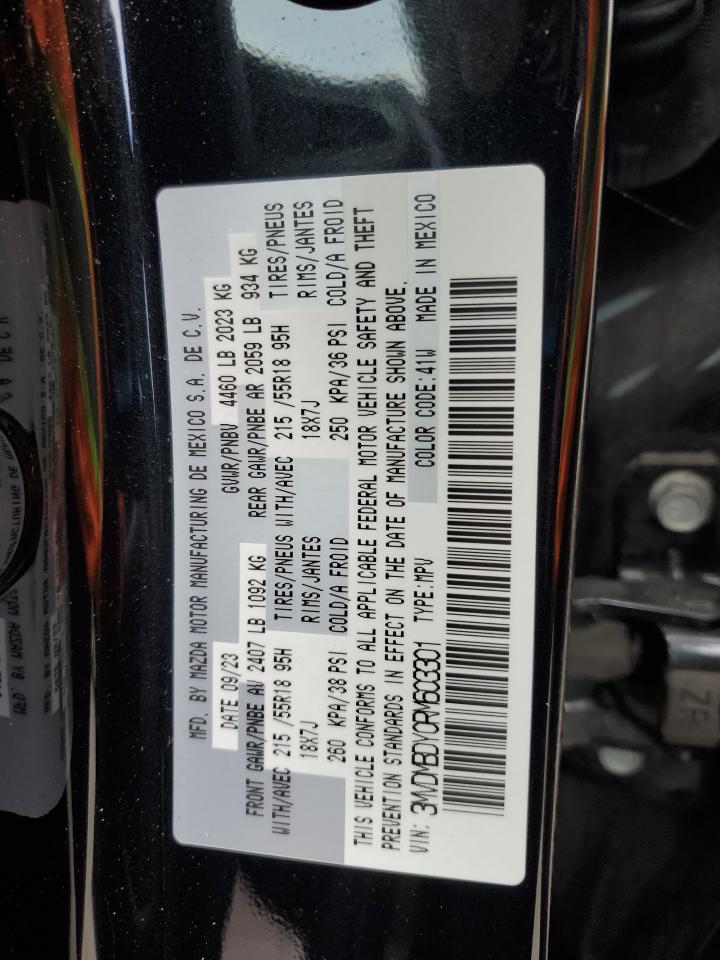 MFD. BY MAZDA MOTOR MANUFACTURING DE MEXICO S.A. DE C.V.
DATE 09/23 GVWR/PNBV 4460 LB 2023 KG
FRONT GAWR/PNBE AV 2407 LB 1092 KG REAR GAWR/PNBE AR 2059 LB 934 KG
WITH/AVEC 215 /55R18 95H TIRES/PNEUS WITH/AVEC 215 /55R18 95H TIRES/PNEUS
18X7J RIMS/JANTES 18X7J RIMS/JANTES
260 KPA/38 PSI COLD/A FROID 250 KPA/36 PSI COLD/A FROID
THIS VEHICLE CONFORMS TO ALL APPLICABLE FEDERAL MOTOR VEHICLE SAFETY AND THEFT
PREVENTION STANDARDS IN EFFECT ON THE DATE OF MANUFACTURE SHOWN ABOVE.
VIN: 3MVDMBDY0RM603301 TYPE:MPV COLOR CODE:41W MADE IN MEXICO